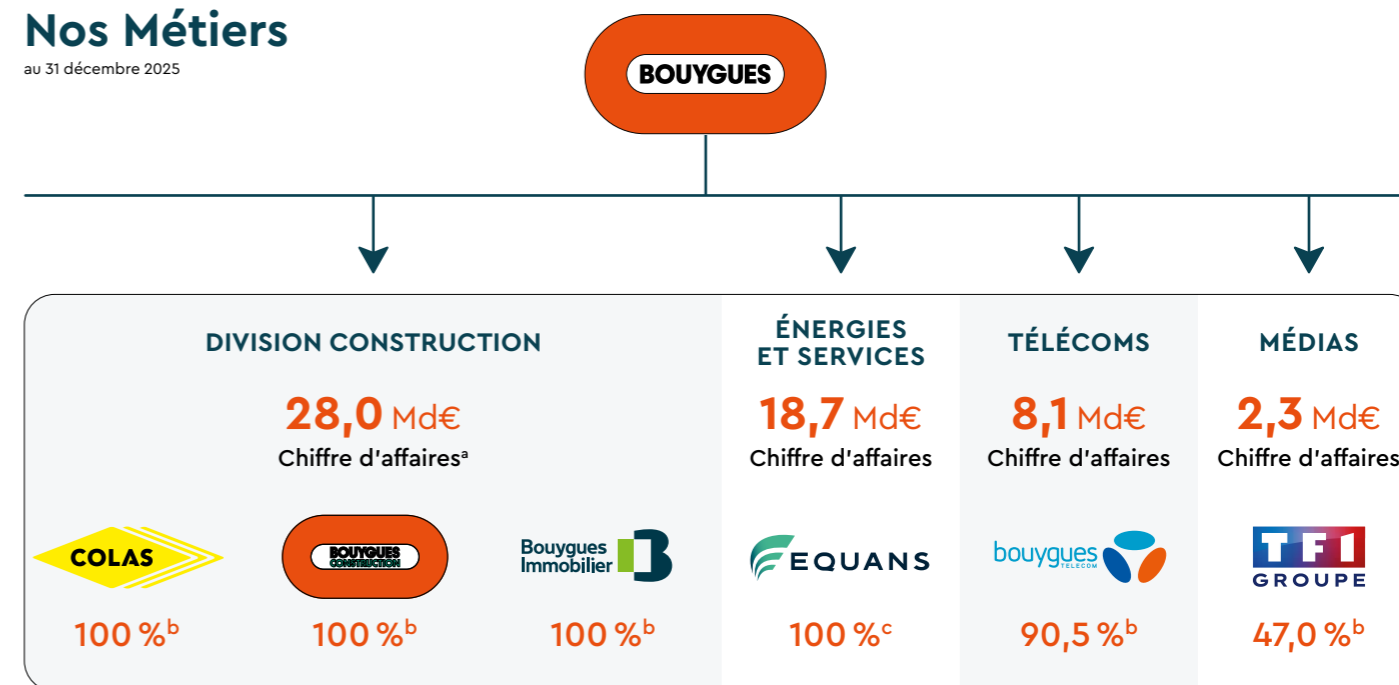 Nos Métiers
au 31 décembre 2025
BOUYGUES
DIVISION CONSTRUCTION
28,0 Md€
Chiffre d'affairesᵃ
COLAS
100 %ᵇ
BOUYGUES
CONSTRUCTION
100 %ᵇ
Bouygues
Immobilier
100 %ᵇ
ÉNERGIES
ET SERVICES
18,7 Md€
Chiffre d'affaires
EQUANS
100 %ᶜ
TÉLÉCOMS
8,1 Md€
Chiffre d'affaires
bouygues
TELECOM
90,5 %ᵇ
MÉDIAS
2,3 Md€
Chiffre d'affaires
TF1
GROUPE
47,0 %ᵇ